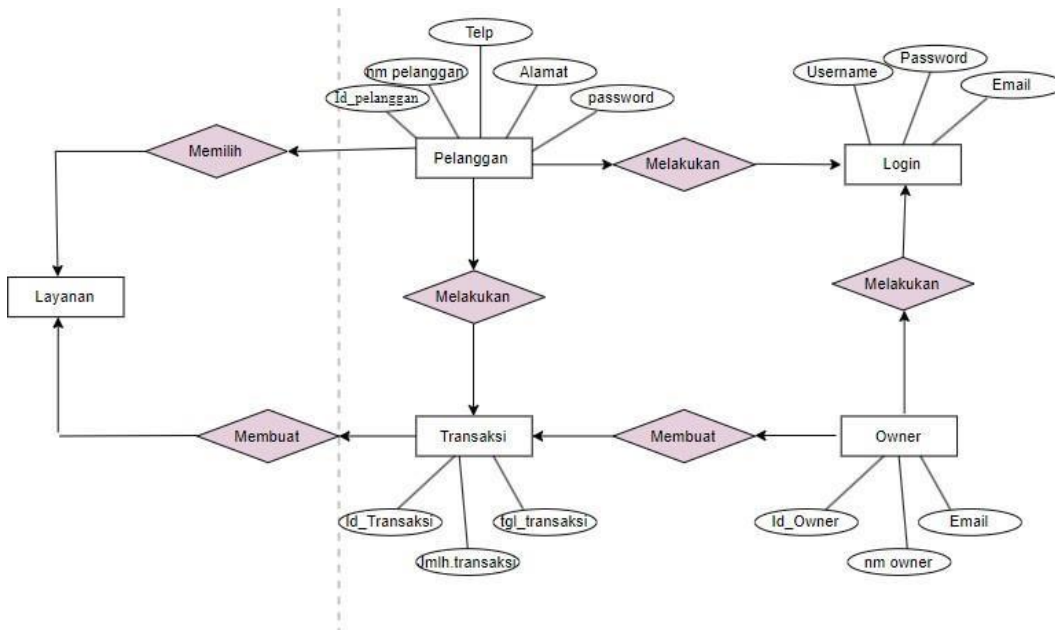 Telp
nm pelanggan
Alamat
Id_pelanggan
password
Username
Password
Email
Memilih
Pelanggan
Melakukan
Login
Layanan
Melakukan
Melakukan
Membuat
Transaksi
Membuat
Owner
Id_Transaksi
tgl_transaksi
Jmlh.transaksi
Id_Owner
Email
nm owner